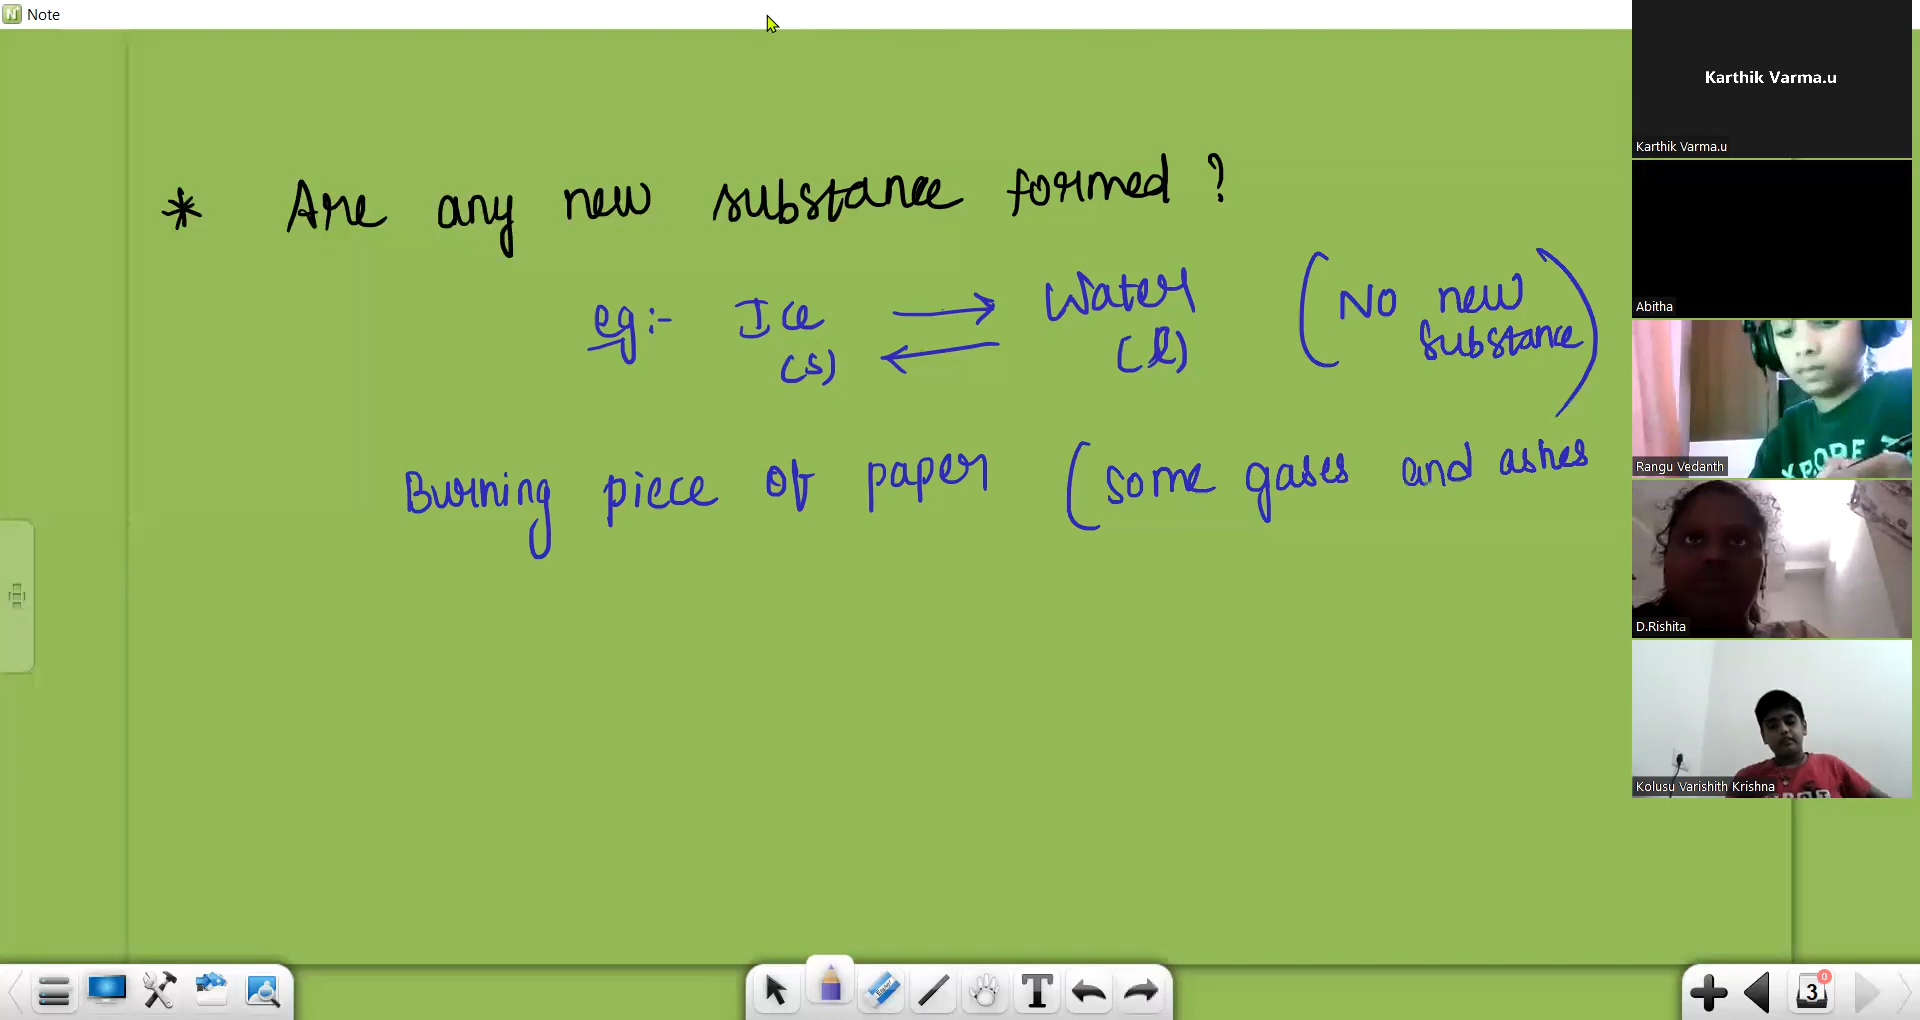 Note
* Are any new substance formed ?
eg:- Ice ⇌ Water (No new substance)
(s) (l)
Burning piece of paper (some gases and ashes
Karthik Varma.u
Karthik Varma.u
Abitha
Rangu Vedanth
D.Rishita
Kolusu Varishith Krishna
T
3
0